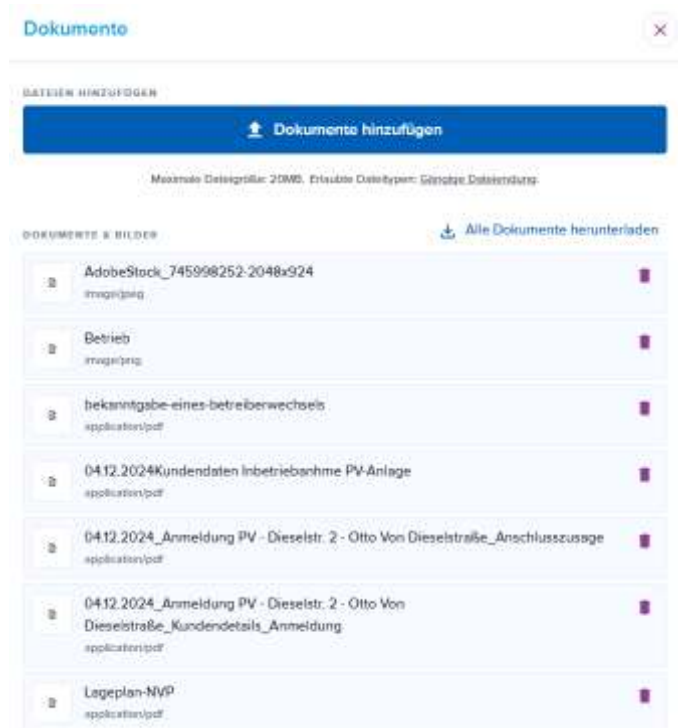 Dokumente
DATEIEN HINZUFÜGEN
Dokumente hinzufügen
Maximale Dateigröße: 20MB. Erlaubte Dateitypen: Gängige Dateiendung.
DOKUMENTE & BILDER
Alle Dokumente herunterladen
AdobeStock_745998252-2048x924
image/jpeg
Betrieb
image/png
bekanntgabe-eines-betreiberwechsels
application/pdf
04.12.2024Kundendaten Inbetriebanhme PV-Anlage
application/pdf
04.12.2024_Anmeldung PV - Dieselstr. 2 - Otto Von Dieselstraße_Anschlusszusage
application/pdf
04.12.2024_Anmeldung PV - Dieselstr. 2 - Otto Von
Dieselstraße_Kundendetails_Anmeldung
application/pdf
Lageplan-NVP
application/pdf